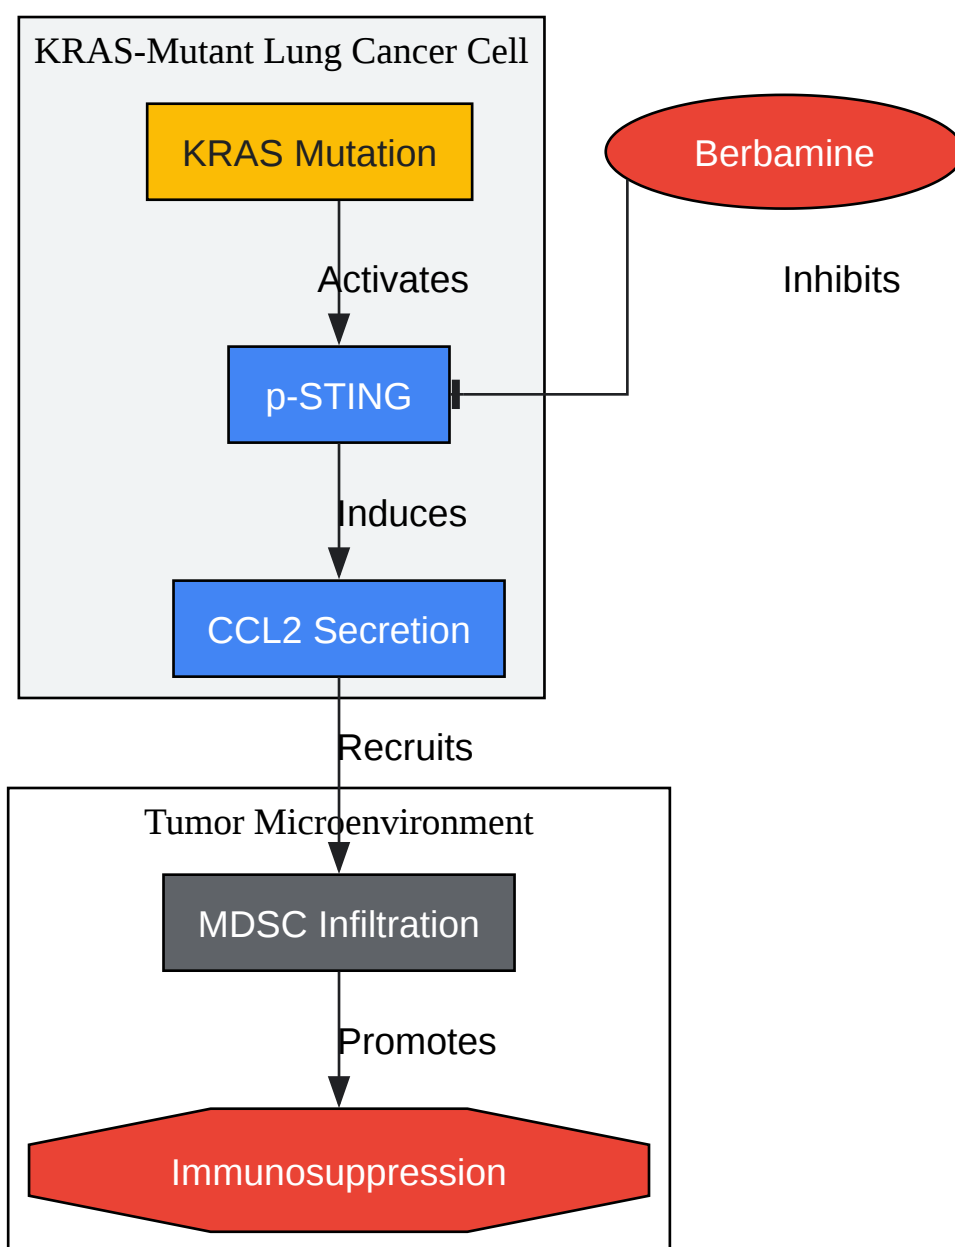 KRAS-Mutant Lung Cancer Cell
KRAS Mutation
Berbamine
Activates
Inhibits
p-STING
Induces
CCL2 Secretion
Recruits
Tumor Microenvironment
MDSC Infiltration
Promotes
Immunosuppression